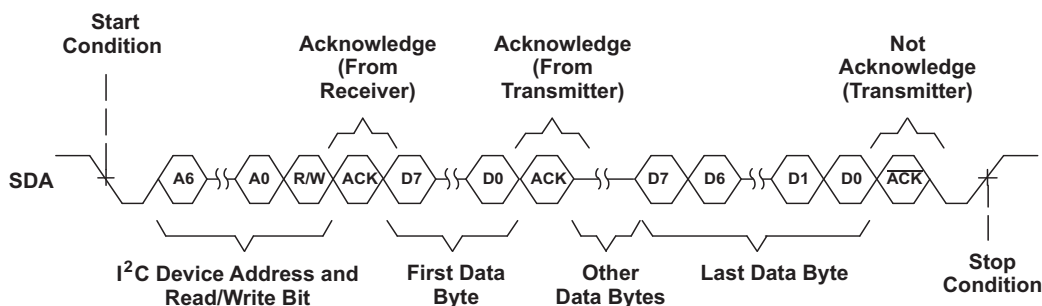 Start
Condition
Acknowledge
(From
Receiver)
Acknowledge
(From
Transmitter)
Not
Acknowledge
(Transmitter)
SDA
A6
A0
R/W
ACK
D7
D0
ACK
D7
D6
D1
D0
ACK
I²C Device Address and
Read/Write Bit
First Data
Byte
Other
Data Bytes
Last Data Byte
Stop
Condition